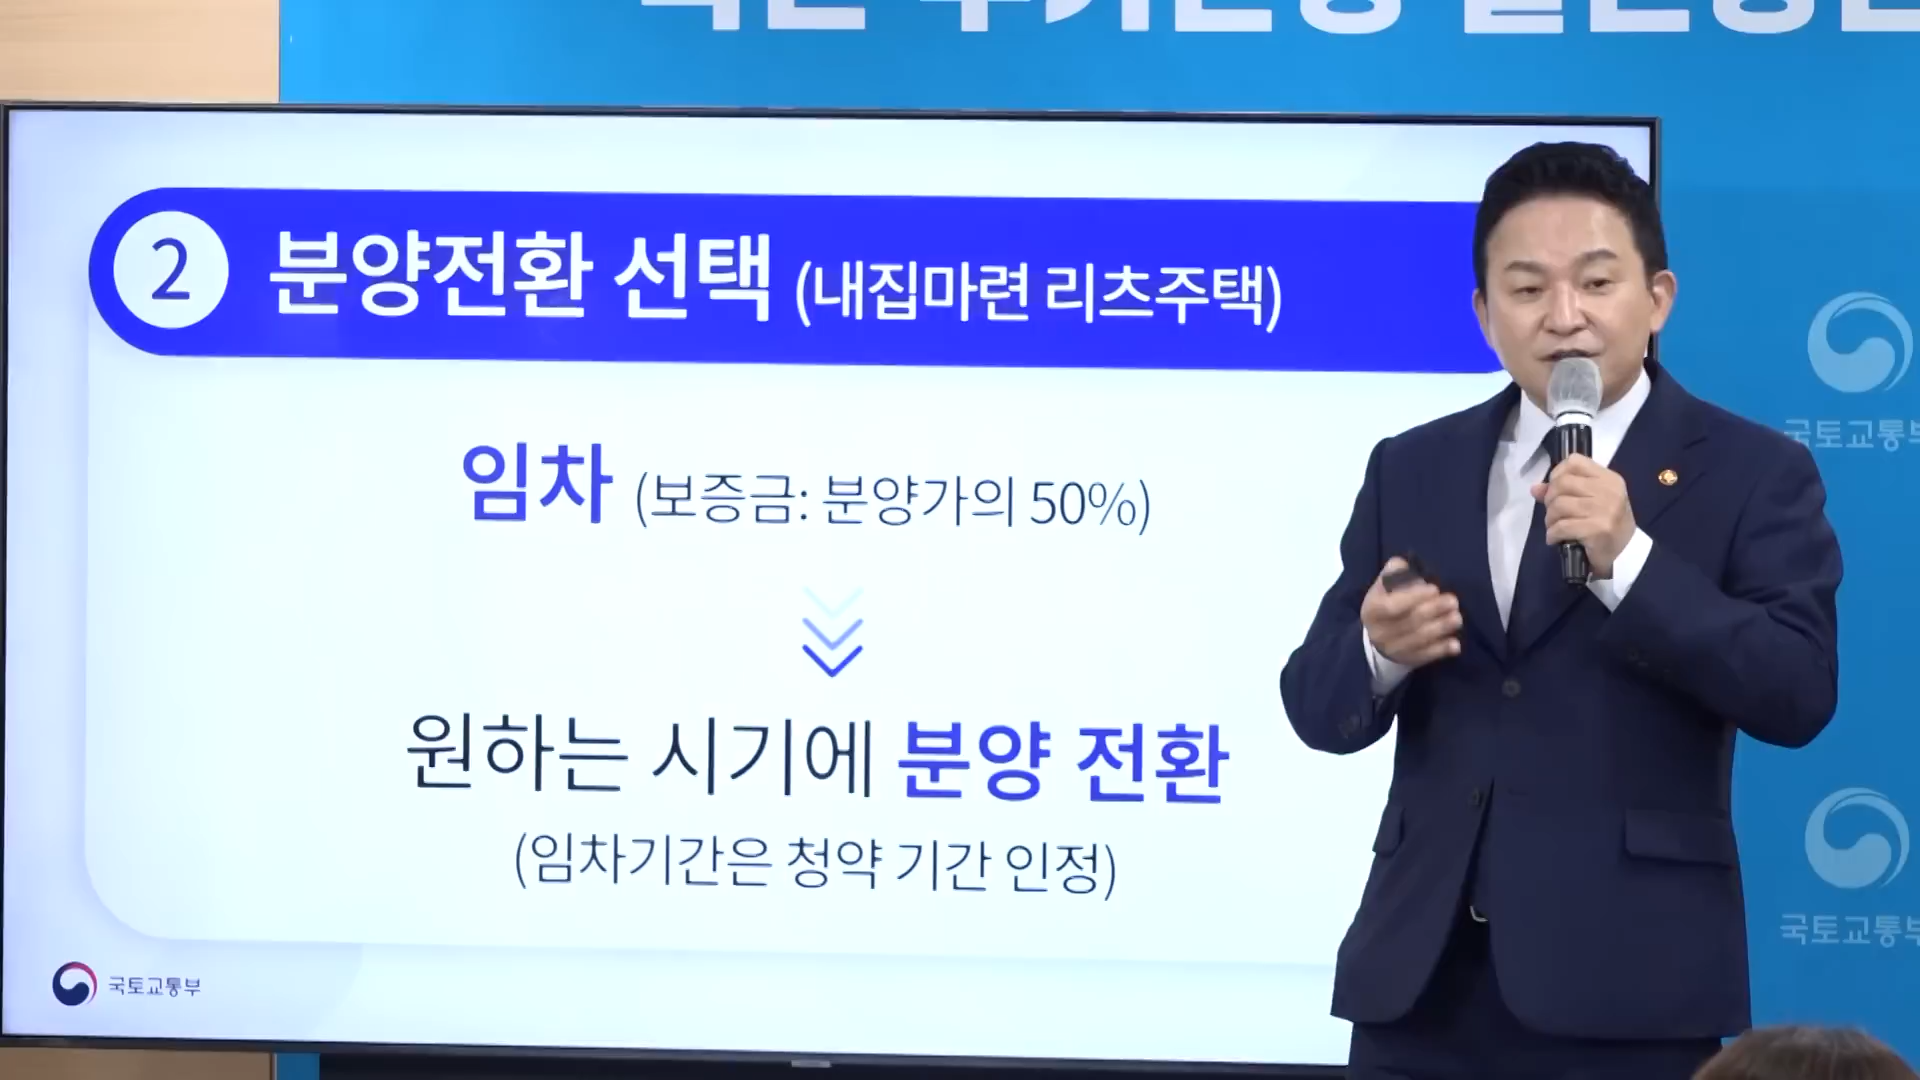 2 분양전환 선택 (내집마련 리츠주택)
임차 (보증금: 분양가의 50%)
원하는 시기에 분양 전환
(임차기간은 청약 기간 인정)
국토교통부
국토교통부
국토교통부